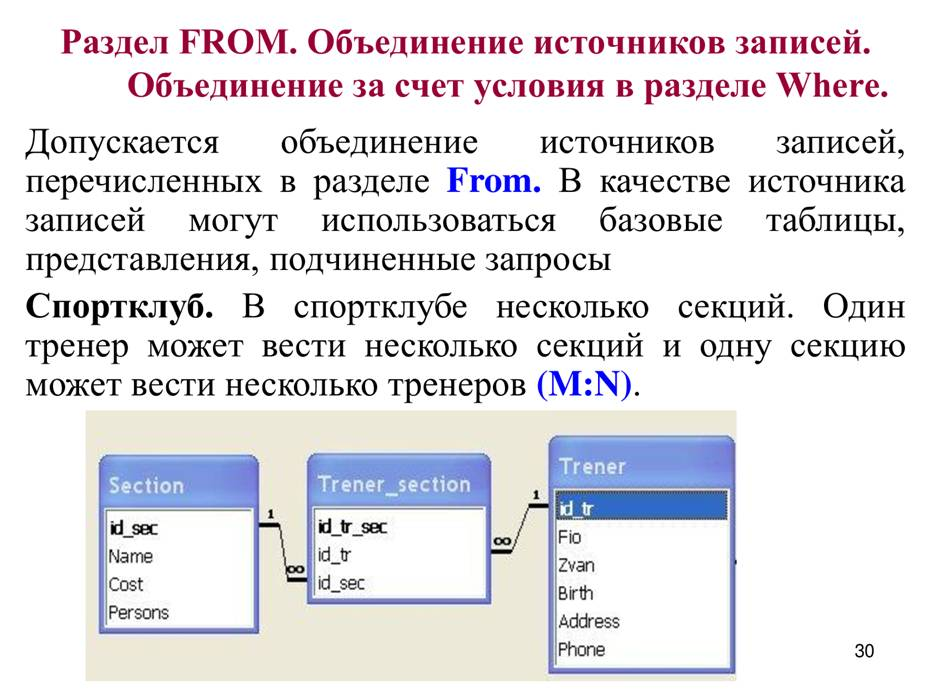 Раздел FROM. Объединение источников записей.
Объединение за счет условия в разделе Where.
Допускается объединение источников записей,
перечисленных в разделе From. В качестве источника
записей могут использоваться базовые таблицы,
представления, подчиненные запросы
Спортклуб. В спортклубе несколько секций. Один
тренер может вести несколько секций и одну секцию
может вести несколько тренеров (M:N).
Section
id_sec
Name
Cost
Persons
1
∞
Trener_section
id_tr_sec
id_tr
id_sec
∞
1
Trener
id_tr
Fio
Zvan
Birth
Address
Phone
30